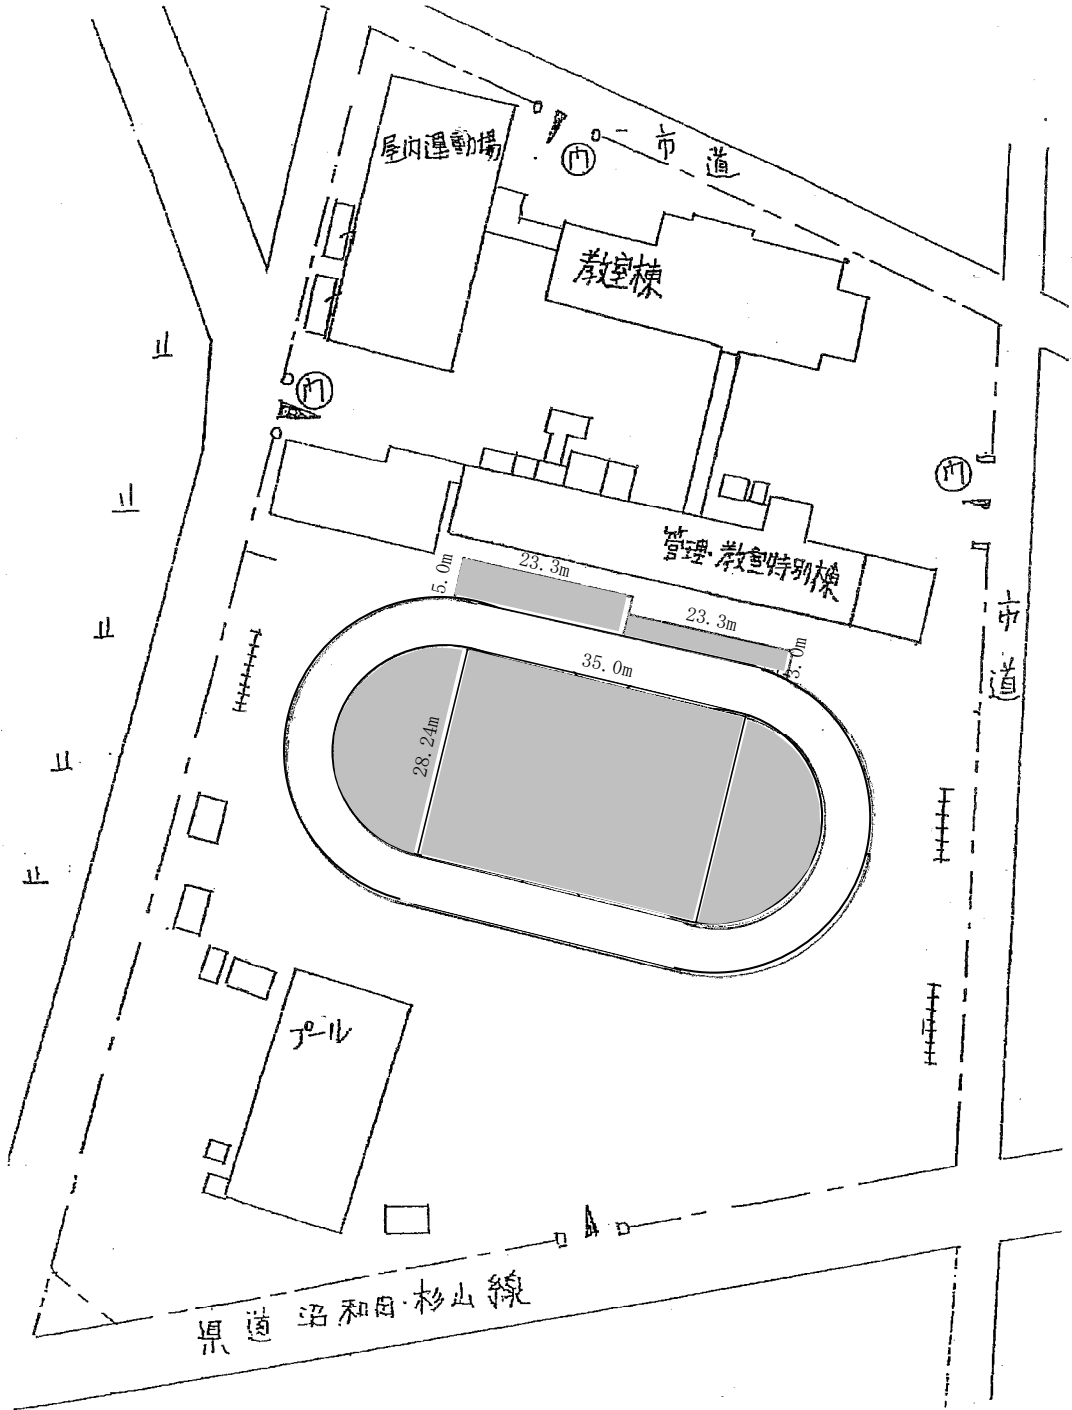 屋内運動場
門
市道
教室棟
門
門
管理・教室特別棟
23.3m
5.0m
23.3m
3.0m
35.0m
28.24m
市道
プール
県道 沼和田・杉山線